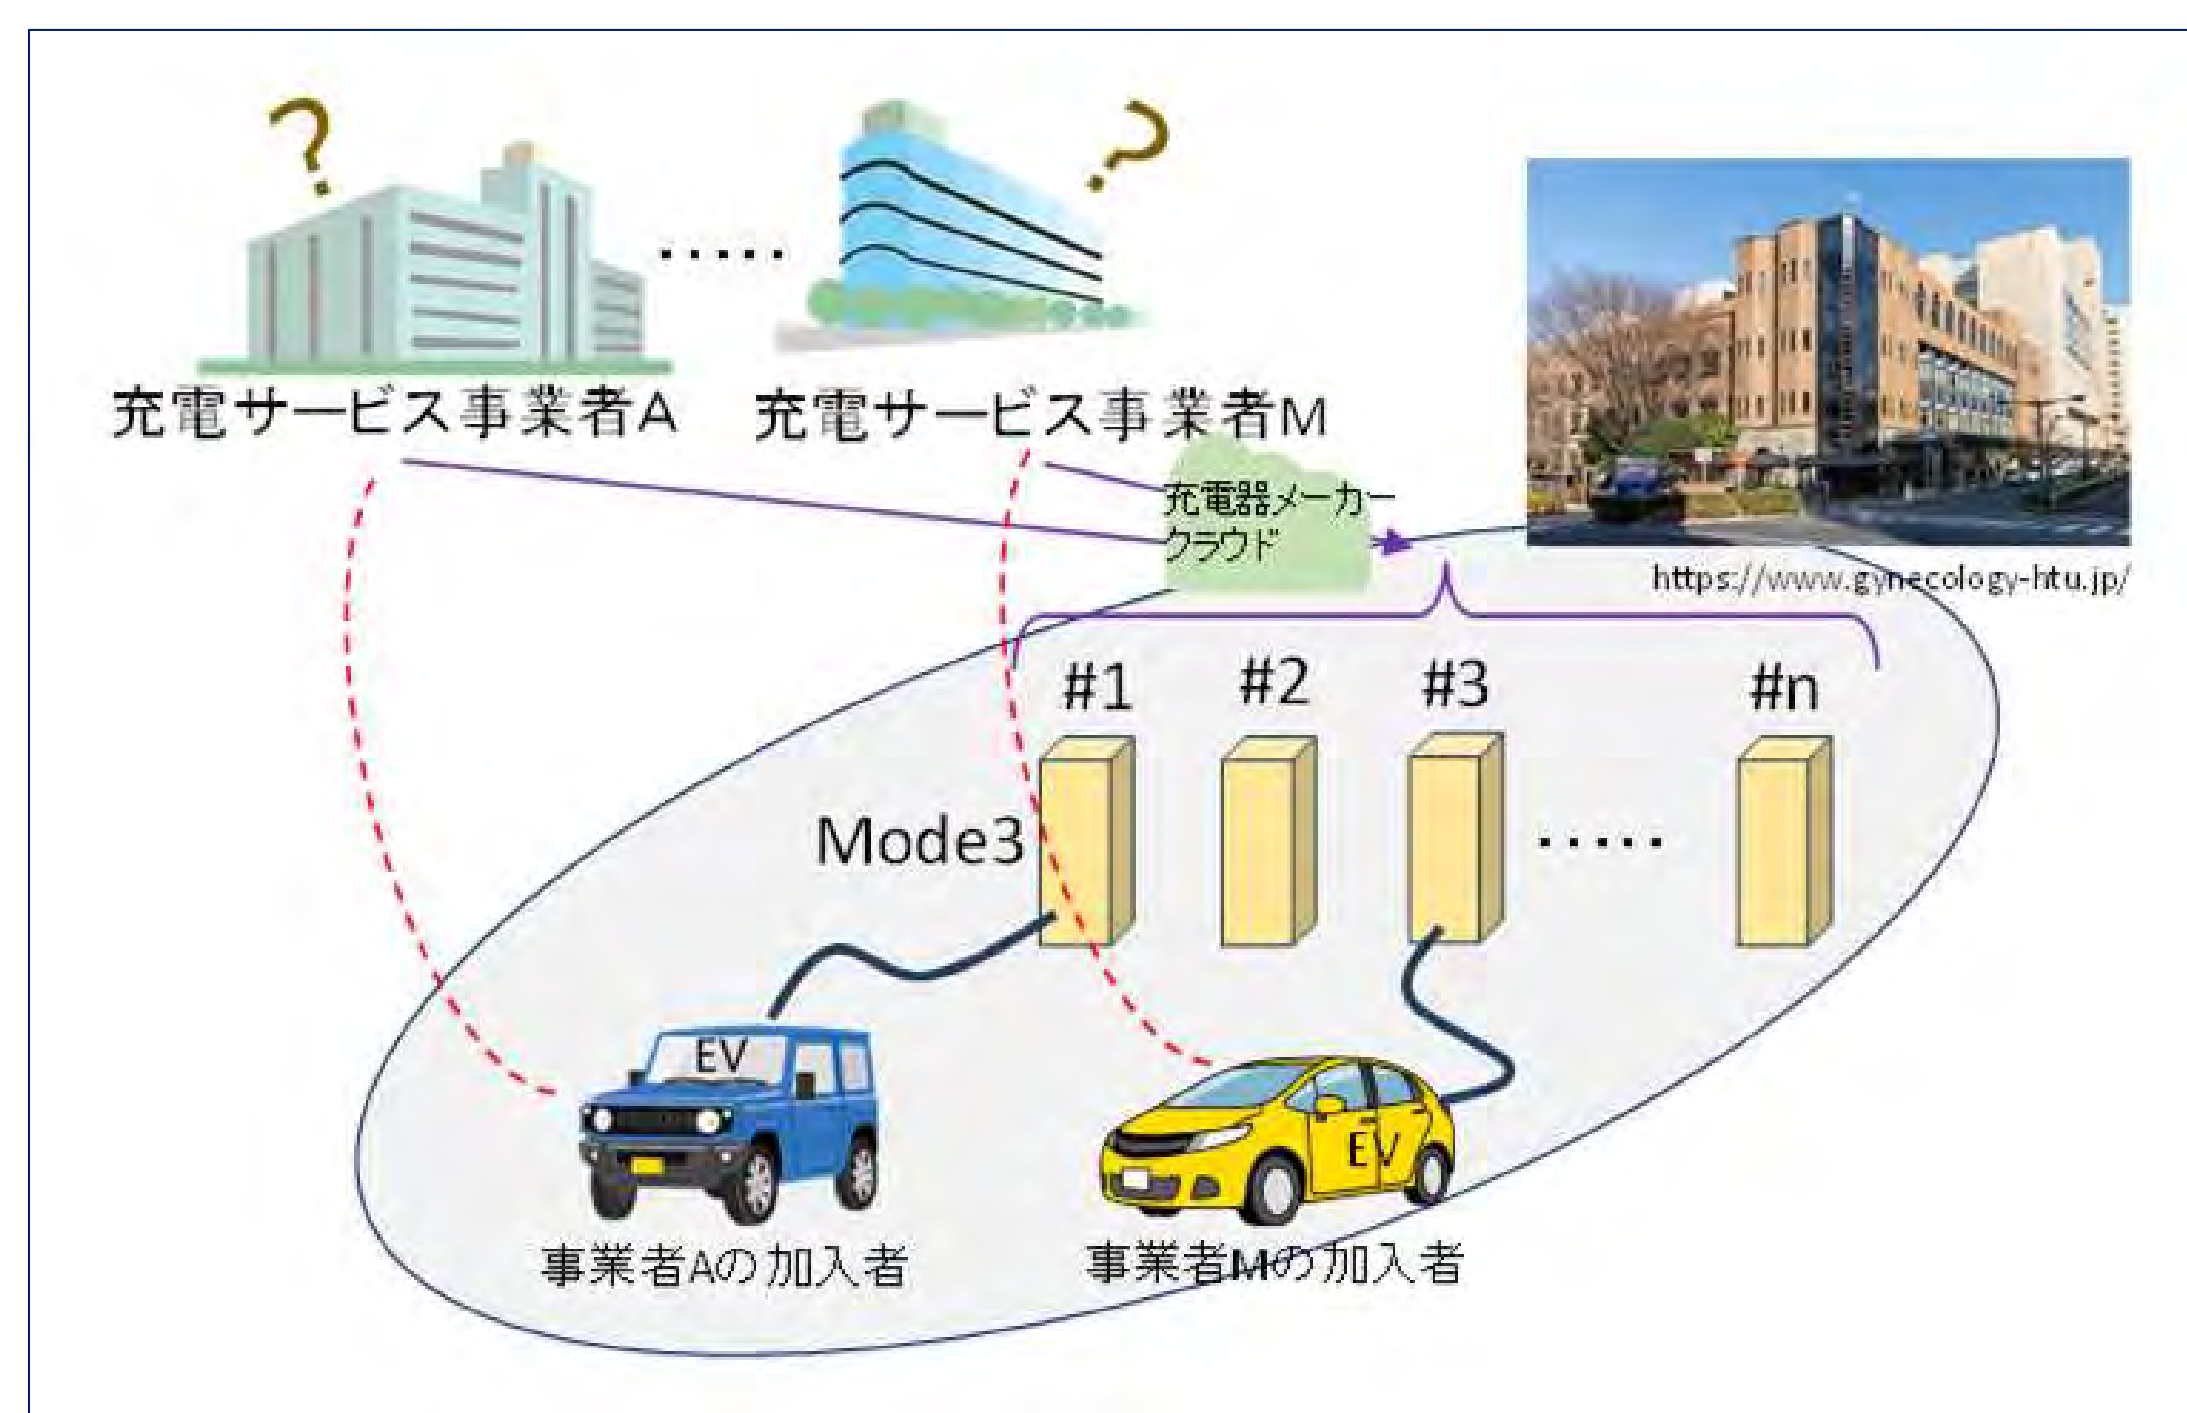 ?
?
充電サービス事業者A
充電サービス事業者M
充電器メーカー
クラウド
https://www.gynecology-htu.jp/
#1
#2
#3
#n
Mode3
EV
EV
事業者Aの加入者
事業者Mの加入者